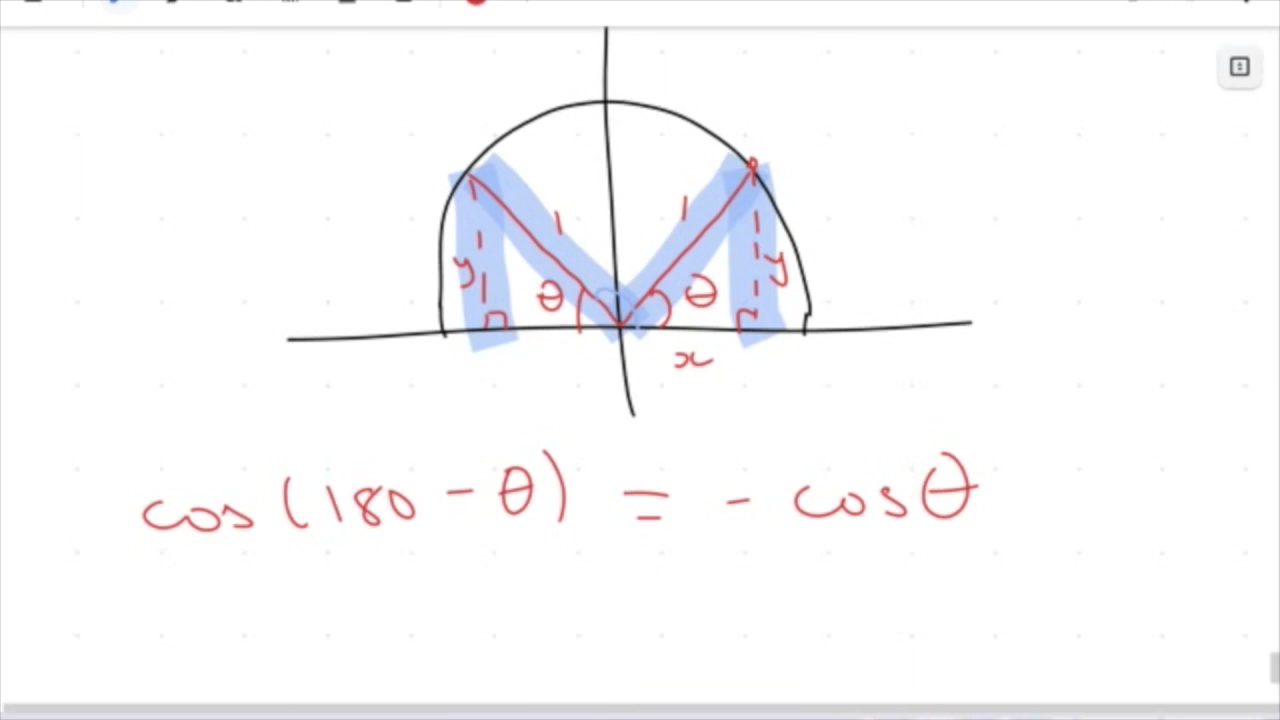 1 1
y θ θ y
x
cos(180 - θ) = - cosθ